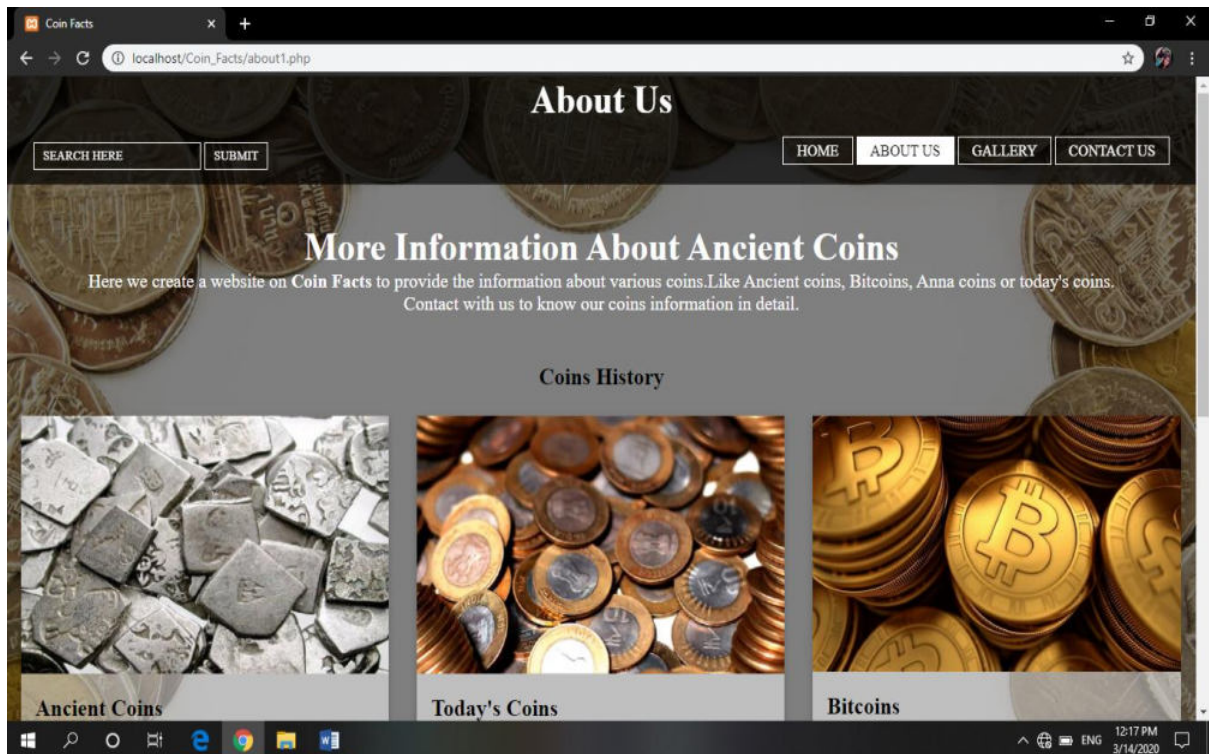 Coin Facts
localhost/Coin_Facts/about1.php
About Us
SEARCH HERE
SUBMIT
HOME
ABOUT US
GALLERY
CONTACT US
More Information About Ancient Coins
Here we create a website on Coin Facts to provide the information about various coins.Like Ancient coins, Bitcoins, Anna coins or today's coins.
Contact with us to know our coins information in detail.
Coins History
Ancient Coins
Today's Coins
Bitcoins
ENG
12:17 PM
3/14/2020